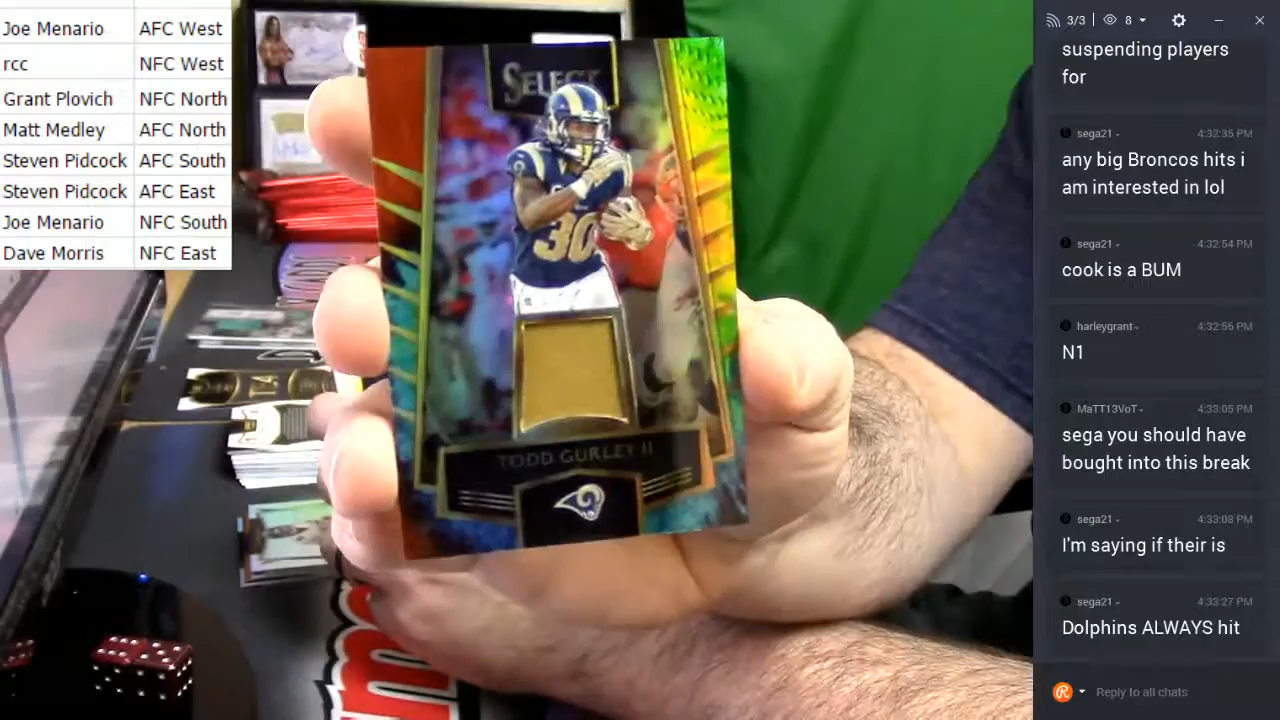 Joe Menario AFC West
rcc NFC West
Grant Plovich NFC North
Matt Medley AFC North
Steven Pidcock AFC South
Steven Pidcock AFC East
Joe Menario NFC South
Dave Morris NFC East
SELECT
30
TODD GURLEY II
3/3 8
suspending players
for
sega21 4:32:35 PM
any big Broncos hits i
am interested in lol
sega21 4:32:54 PM
cook is a BUM
harleygrant 4:32:56 PM
N1
MaTT13VoT 4:33:05 PM
sega you should have
bought into this break
sega21 4:33:08 PM
I'm saying if their is
sega21 4:33:27 PM
Dolphins ALWAYS hit
Reply to all chats